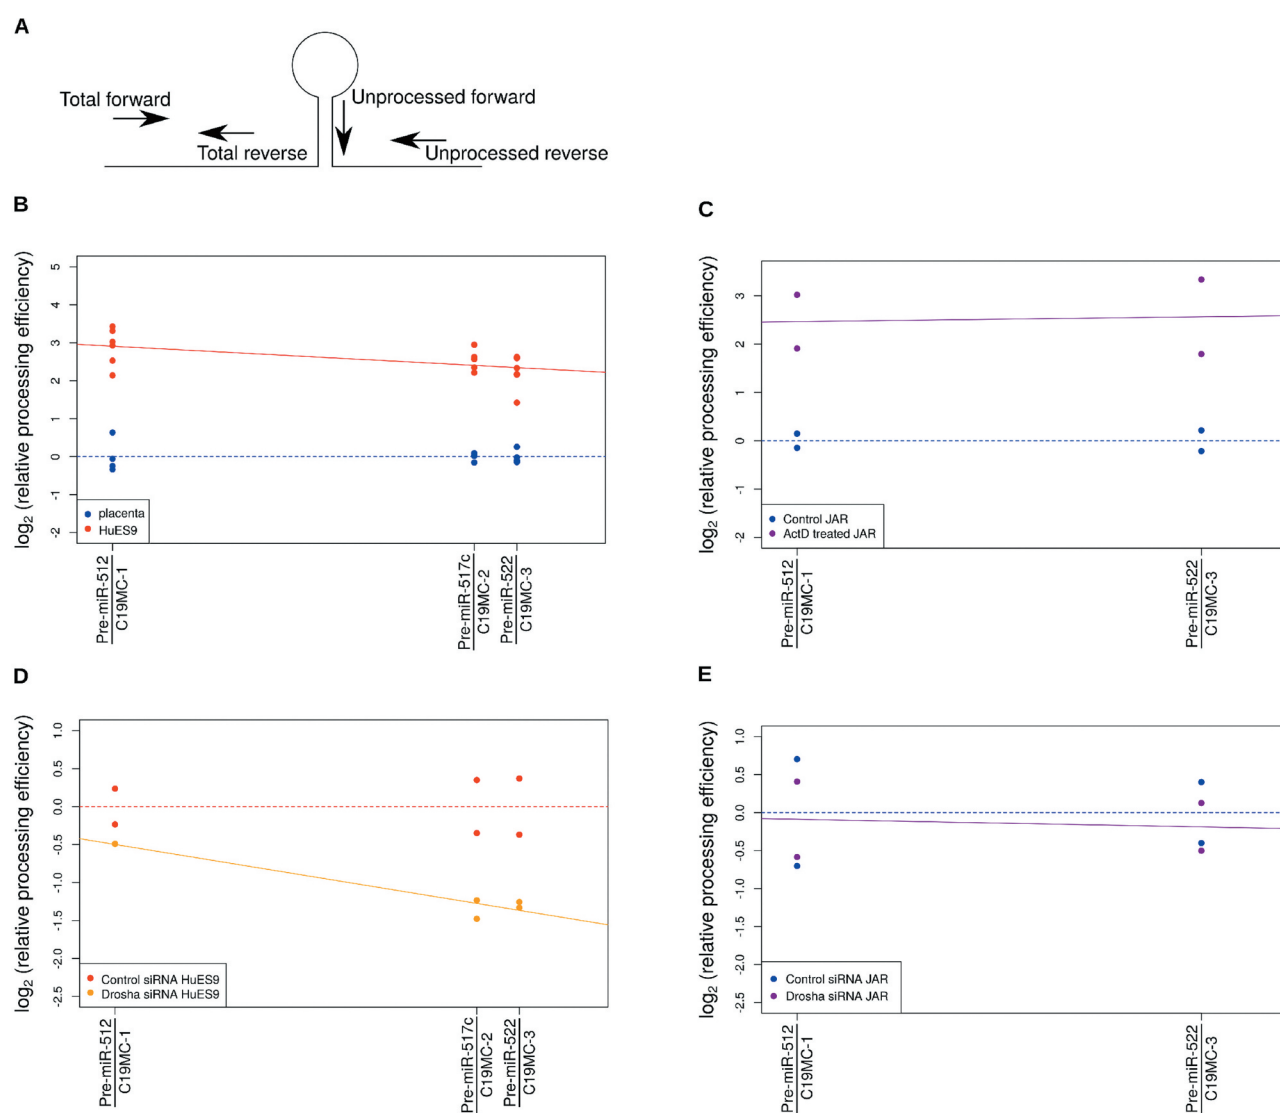 A
Total forward
Unprocessed forward
Total reverse
Unprocessed reverse
B
log2 (relative processing efficiency)
5
4
3
2
1
0
-1
-2
placenta
HuES9
Pre-miR-512
C19MC-1
Pre-miR-517c
C19MC-2
Pre-miR-522
C19MC-3
C
log2 (relative processing efficiency)
3
2
1
0
-1
-2
Control JAR
ActD treated JAR
Pre-miR-512
C19MC-1
Pre-miR-522
C19MC-3
D
log2 (relative processing efficiency)
1.0
0.5
0.0
-0.5
-1.0
-1.5
-2.0
-2.5
Control siRNA HuES9
Drosha siRNA HuES9
Pre-miR-512
C19MC-1
Pre-miR-517c
C19MC-2
Pre-miR-522
C19MC-3
E
log2 (relative processing efficiency)
1.0
0.5
0.0
-0.5
-1.0
-1.5
-2.0
-2.5
Control siRNA JAR
Drosha siRNA JAR
Pre-miR-512
C19MC-1
Pre-miR-522
C19MC-3